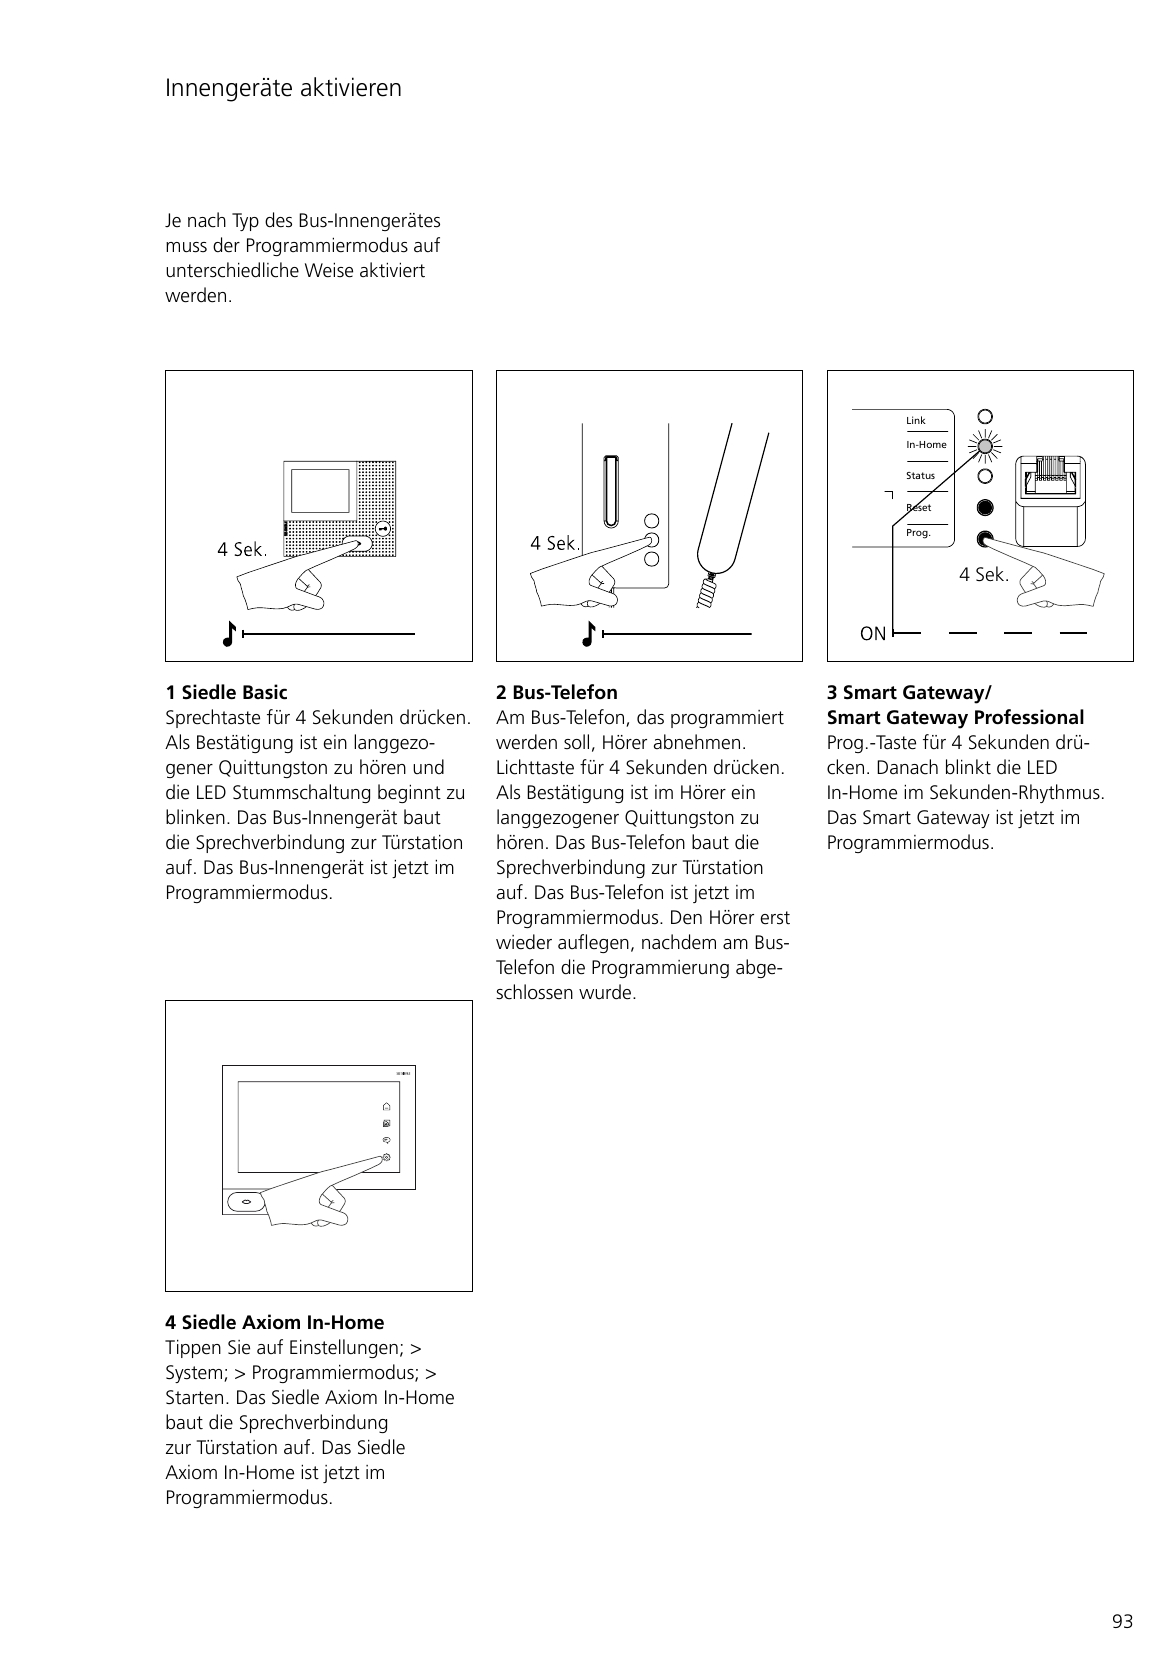 Innengeräte aktivieren
Je nach Typ des Bus-Innengerätes
muss der Programmiermodus auf
unterschiedliche Weise aktiviert
werden.
4 Sek.
4 Sek.
Link
In-Home
Status
Reset
Prog.
4 Sek.
ON
1 Siedle Basic
Sprechtaste für 4 Sekunden drücken.
Als Bestätigung ist ein langgezo-
gener Quittungston zu hören und
die LED Stummschaltung beginnt zu
blinken. Das Bus-Innengerät baut
die Sprechverbindung zur Türstation
auf. Das Bus-Innengerät ist jetzt im
Programmiermodus.
2 Bus-Telefon
Am Bus-Telefon, das programmiert
werden soll, Hörer abnehmen.
Lichttaste für 4 Sekunden drücken.
Als Bestätigung ist im Hörer ein
langgezogener Quittungston zu
hören. Das Bus-Telefon baut die
Sprechverbindung zur Türstation
auf. Das Bus-Telefon ist jetzt im
Programmiermodus. Den Hörer erst
wieder auflegen, nachdem am Bus-
Telefon die Programmierung abge-
schlossen wurde.
3 Smart Gateway/
Smart Gateway Professional
Prog.-Taste für 4 Sekunden drü-
cken. Danach blinkt die LED
In-Home im Sekunden-Rhythmus.
Das Smart Gateway ist jetzt im
Programmiermodus.
4 Siedle Axiom In-Home
Tippen Sie auf Einstellungen; >
System; > Programmiermodus; >
Starten. Das Siedle Axiom In-Home
baut die Sprechverbindung
zur Türstation auf. Das Siedle
Axiom In-Home ist jetzt im
Programmiermodus.
93